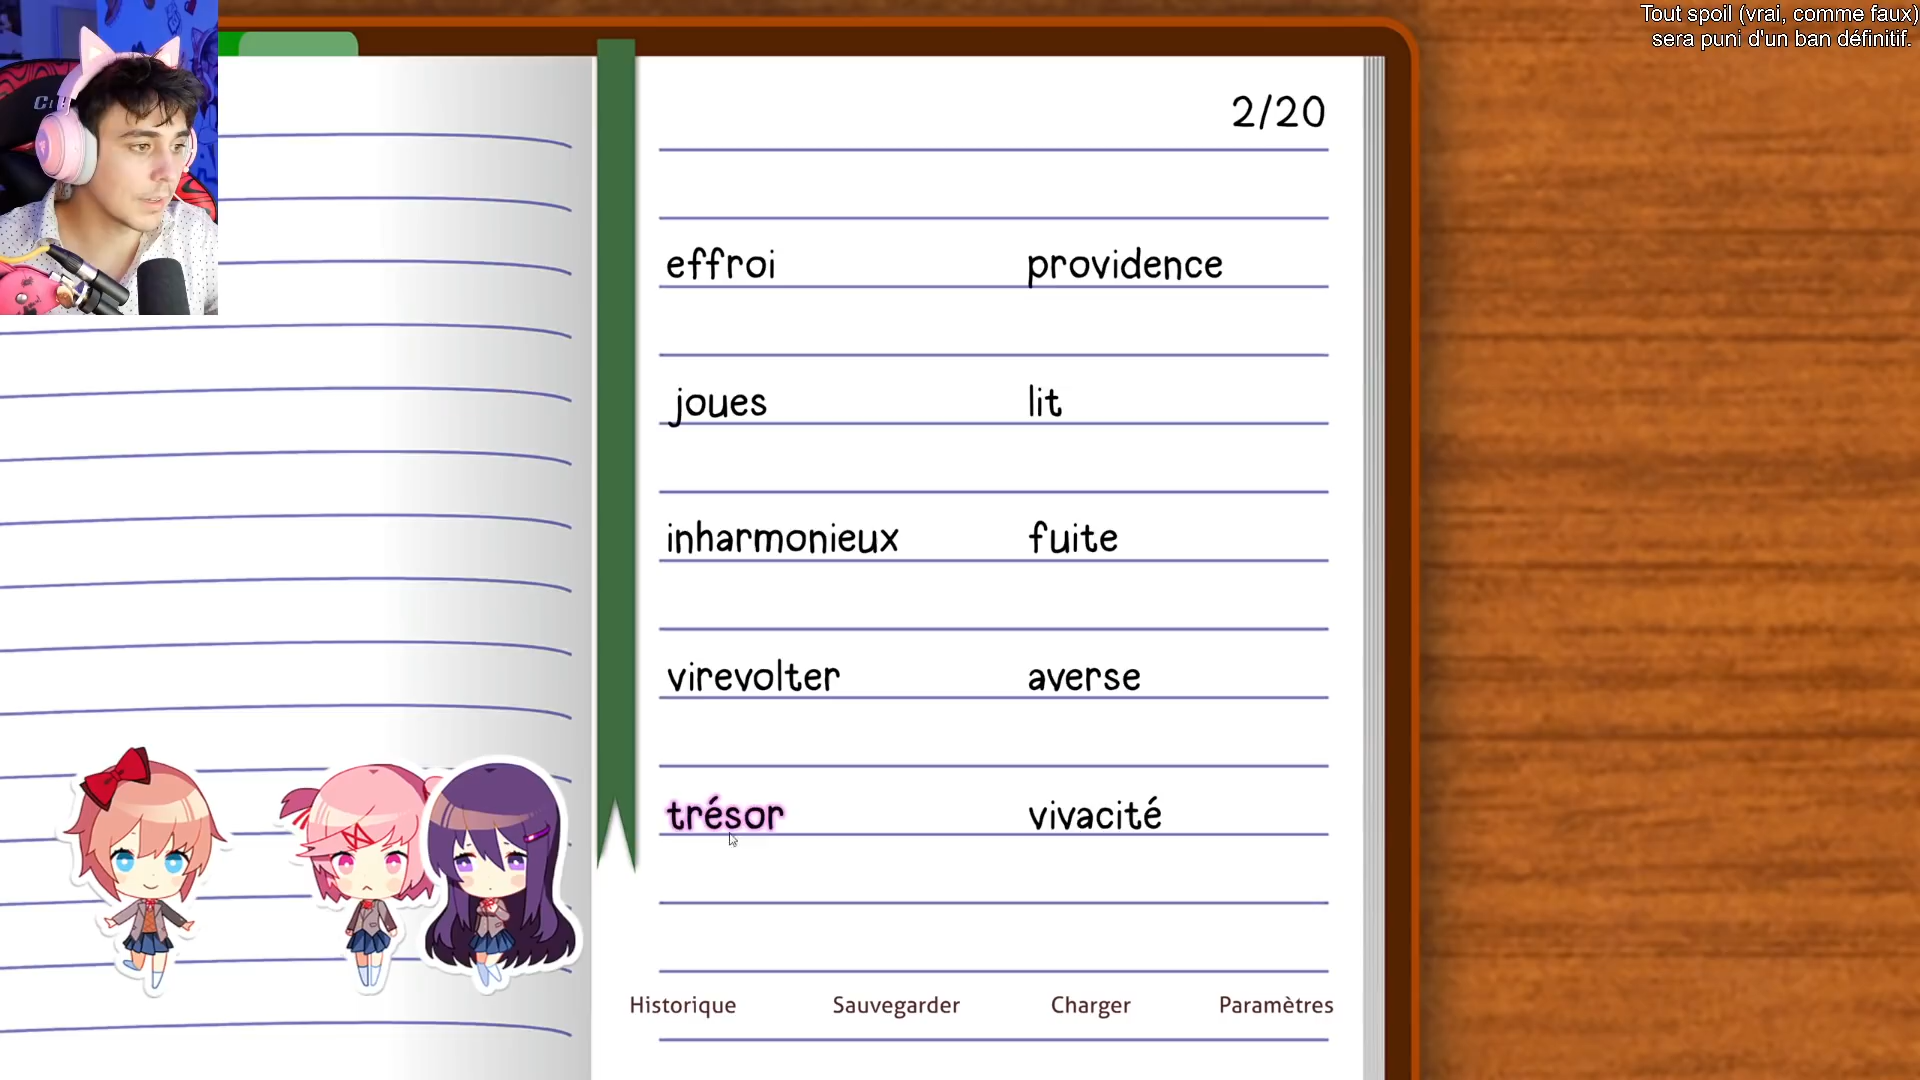 Tout spoil (vrai, comme faux)
sera puni d'un ban définitif.
2/20
effroi providence
joues lit
inharmonieux fuite
virevolter averse
trésor vivacité
Historique Sauvegarder Charger Paramètres